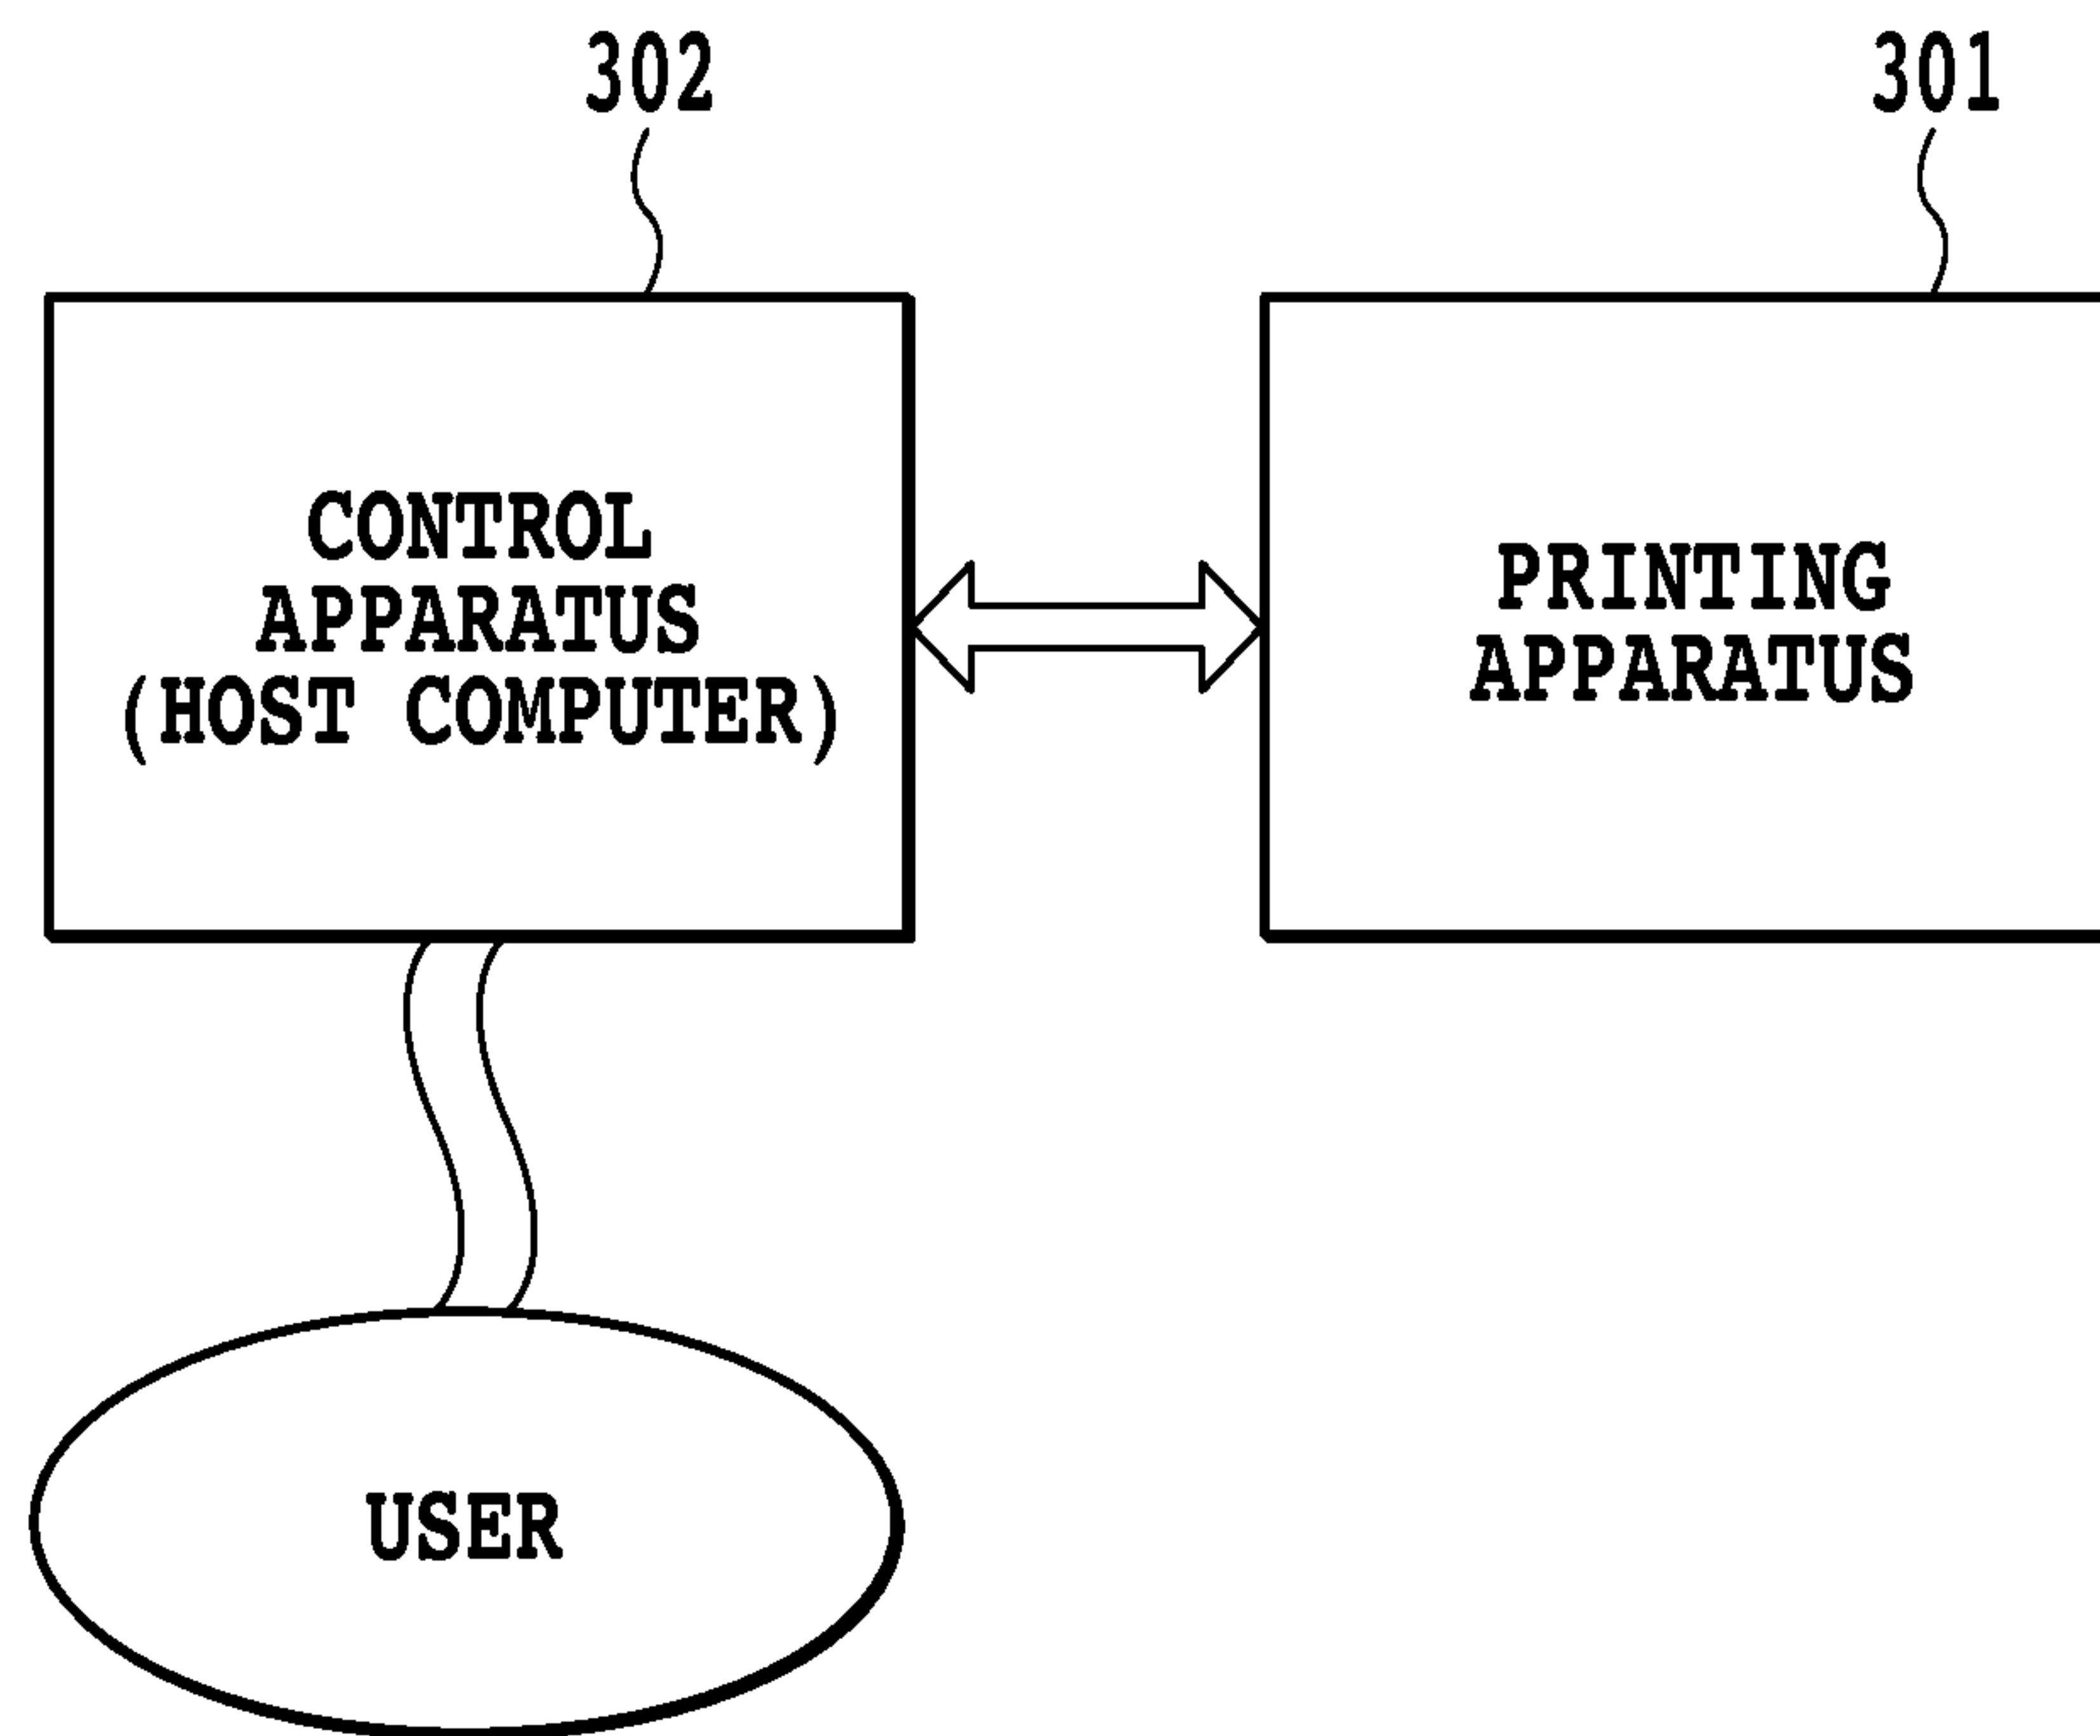 302
301
CONTROL
APPARATUS
(HOST COMPUTER)
PRINTING
APPARATUS
USER